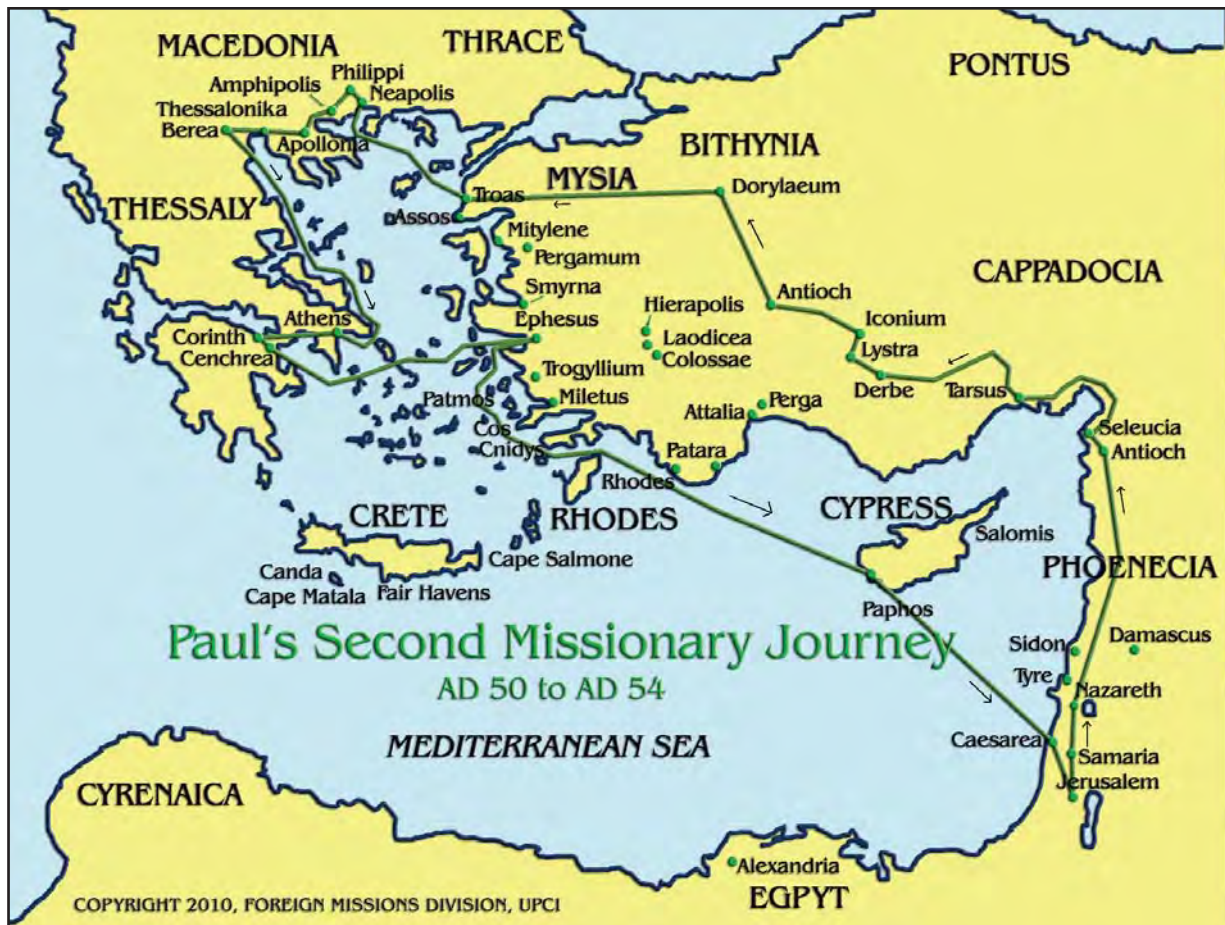 MACEDONIA
THRACE
PONTUS
Philippi
Amphipolis
Neapolis
Thessalonika
Berea
Apollonia
BITHYNIA
MYSIA
Dorylaeum
Troas
THESSALY
Assos
Mitylene
Pergamum
CAPPADOCIA
Smyrna
Hierapolis
Antioch
Athens
Ephesus
Iconium
Corinth
Laodicea
Cenchrea
Colossae
Lystra
Trogyllium
Derbe
Tarsus
Patmos
Miletus
Perga
Attalia
Cos
Seleucia
Cnidys
Patara
Antioch
Rhodes
CRETE
RHODES
CYPRESS
Salomis
Cape Salmone
PHOENECIA
Canda
Fair Havens
Cape Matala
Paphos
Paul's Second Missionary Journey
AD 50 to AD 54
Sidon
Damascus
Tyre
Nazareth
MEDITERRANEAN SEA
Caesarea
Samaria
Jerusalem
CYRENAICA
Alexandria
EGPYT
COPYRIGHT 2010, FOREIGN MISSIONS DIVISION, UPCI